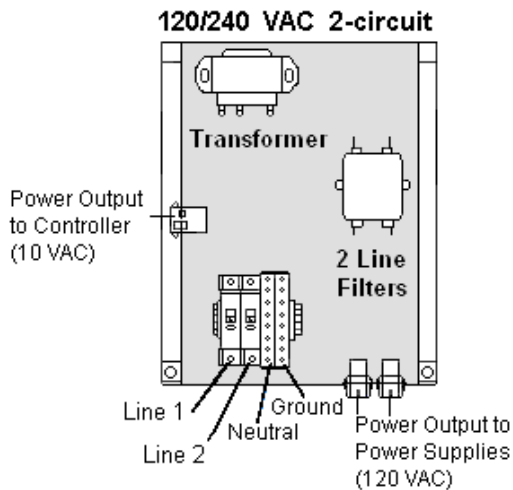 120/240 VAC 2-circuit
Transformer
Power Output
to Controller
(10 VAC)
2 Line
Filters
Line 1
Line 2
Neutral
Ground
Power Output to
Power Supplies
(120 VAC)